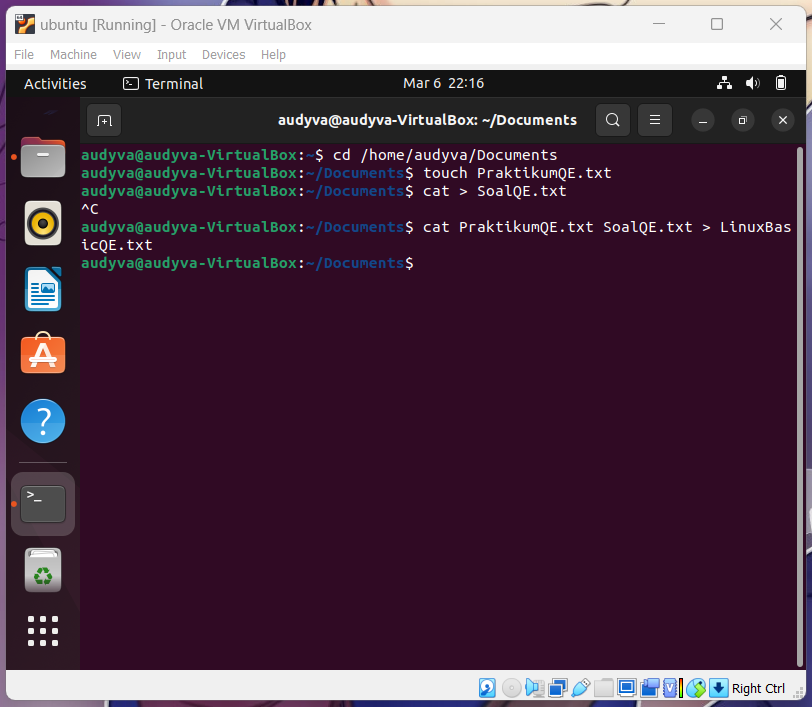 ubuntu [Running] - Oracle VM VirtualBox
File Machine View Input Devices Help
Activities Terminal Mar 6 22:16
audyva@audyva-VirtualBox: ~/Documents
audyva@audyva-VirtualBox:~$ cd /home/audyva/Documents
audyva@audyva-VirtualBox:~/Documents$ touch PraktikumQE.txt
audyva@audyva-VirtualBox:~/Documents$ cat > SoalQE.txt
^C
audyva@audyva-VirtualBox:~/Documents$ cat PraktikumQE.txt SoalQE.txt > LinuxBas
icQE.txt
audyva@audyva-VirtualBox:~/Documents$
Right Ctrl